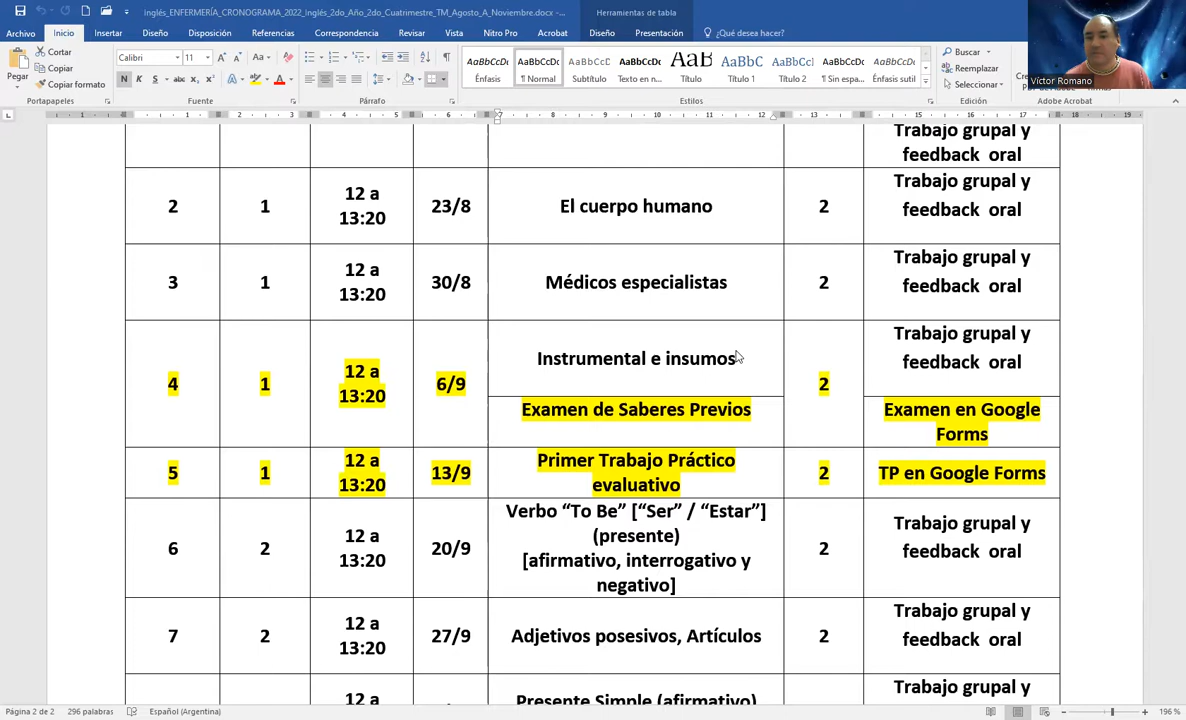 Inglés_ENFERMERÍA_CRONOGRAMA_2022_Inglés_2do_Año_2do_Cuatrimestre_TM_Agosto_A_Noviembre.docx -...
Herramientas de tabla
Archivo Inicio Insertar Diseño Disposición Referencias Correspondencia Revisar Vista Nitro Pro Acrobat Diseño Presentación ¿Qué desea hacer?
Pegar
Cortar
Copiar
Copiar formato
Portapapeles
Calibri 11
N K S abc x₂ x²
Fuente
Párrafo
AaBbCcDc AaBbCcDc AaBbCcDc AaBbCcDc AaB AaBbC AaBbCc AaBbCcDc AaBbCcDc
Énfasis ¶ Normal Subtítulo Texto en n... Título Título 1 Título 2 ¶ Sin espa... Énfasis sutil
Estilos
Buscar
Reemplazar
Seleccionar
Edición
Adobe Acrobat
Víctor Romano
Trabajo grupal y
feedback oral
2
1
12 a
13:20
23/8
El cuerpo humano
2
Trabajo grupal y
feedback oral
3
1
12 a
13:20
30/8
Médicos especialistas
2
Trabajo grupal y
feedback oral
4
1
12 a
13:20
6/9
Instrumental e insumos
Examen de Saberes Previos
2
Trabajo grupal y
feedback oral
Examen en Google
Forms
5
1
12 a
13:20
13/9
Primer Trabajo Práctico
evaluativo
2
TP en Google Forms
6
2
12 a
13:20
20/9
Verbo “To Be” [“Ser” / “Estar”]
(presente)
[afirmativo, interrogativo y
negativo]
2
Trabajo grupal y
feedback oral
7
2
12 a
13:20
27/9
Adjetivos posesivos, Artículos
2
Trabajo grupal y
feedback oral
12 a
Presente Simple (afirmativo)
Trabajo grupal y
Página 2 de 2 296 palabras Español (Argentina) 196 %